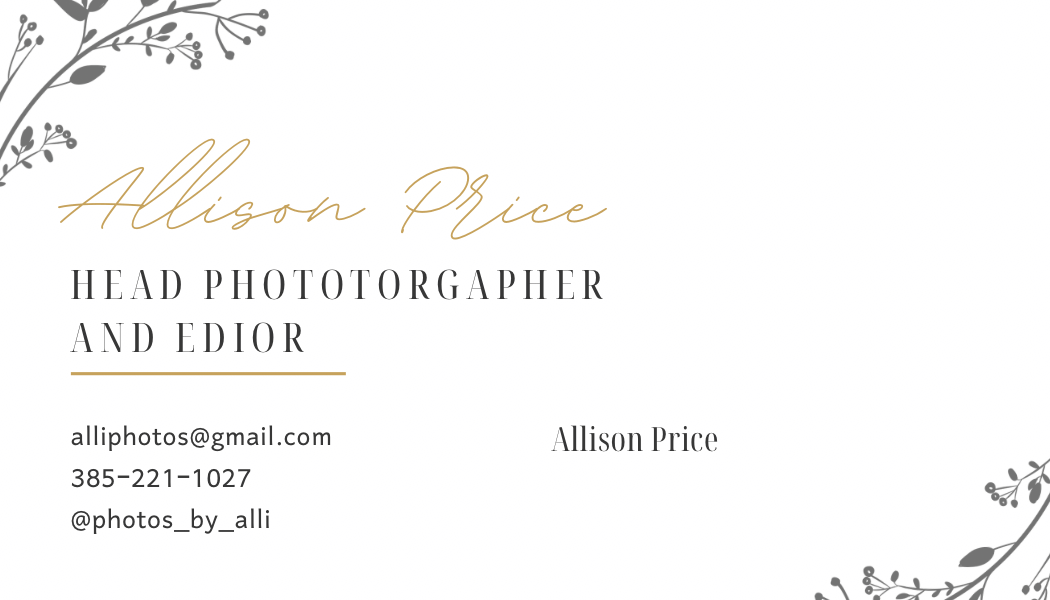 Allison Price
HEAD PHOTOTORGAPHER
AND EDIOR
alliphotos@gmail.com
385-221-1027
@photos_by_alli
Allison Price